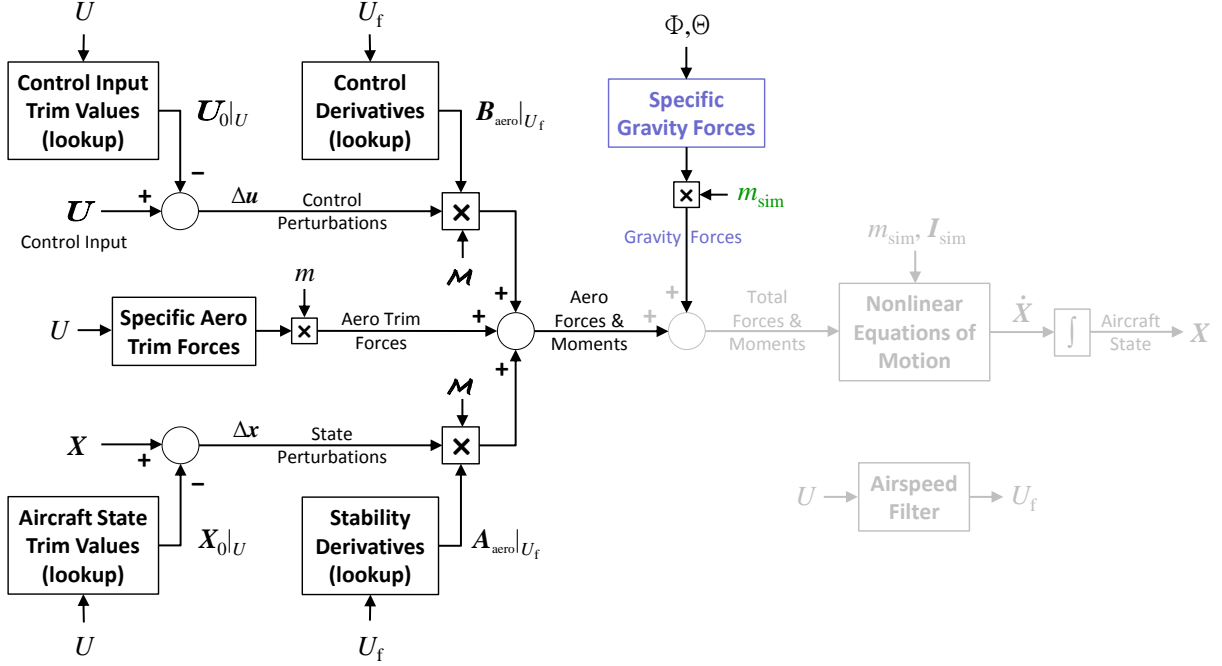 U
U_f
Φ,Θ
Control Input
Trim Values
(lookup)
U_0|_U
Control
Derivatives
(lookup)
B_aero|_{U_f}
Specific
Gravity Forces
−
+
Δu
Control
Perturbations
×
×
m_sim
U
Control Input
Gravity Forces
m_sim, I_sim
M
m
+
Aero
Forces &
Moments
+
+
Total
Forces &
Moments
Nonlinear
Equations of
Motion
Ẋ
∫
Aircraft
State
X
U
Specific Aero
Trim Forces
×
Aero Trim
Forces
+
+
M
X
+
−
Δx
State
Perturbations
×
U
Airspeed
Filter
U_f
Aircraft State
Trim Values
(lookup)
X_0|_U
Stability
Derivatives
(lookup)
A_aero|_{U_f}
U
U_f